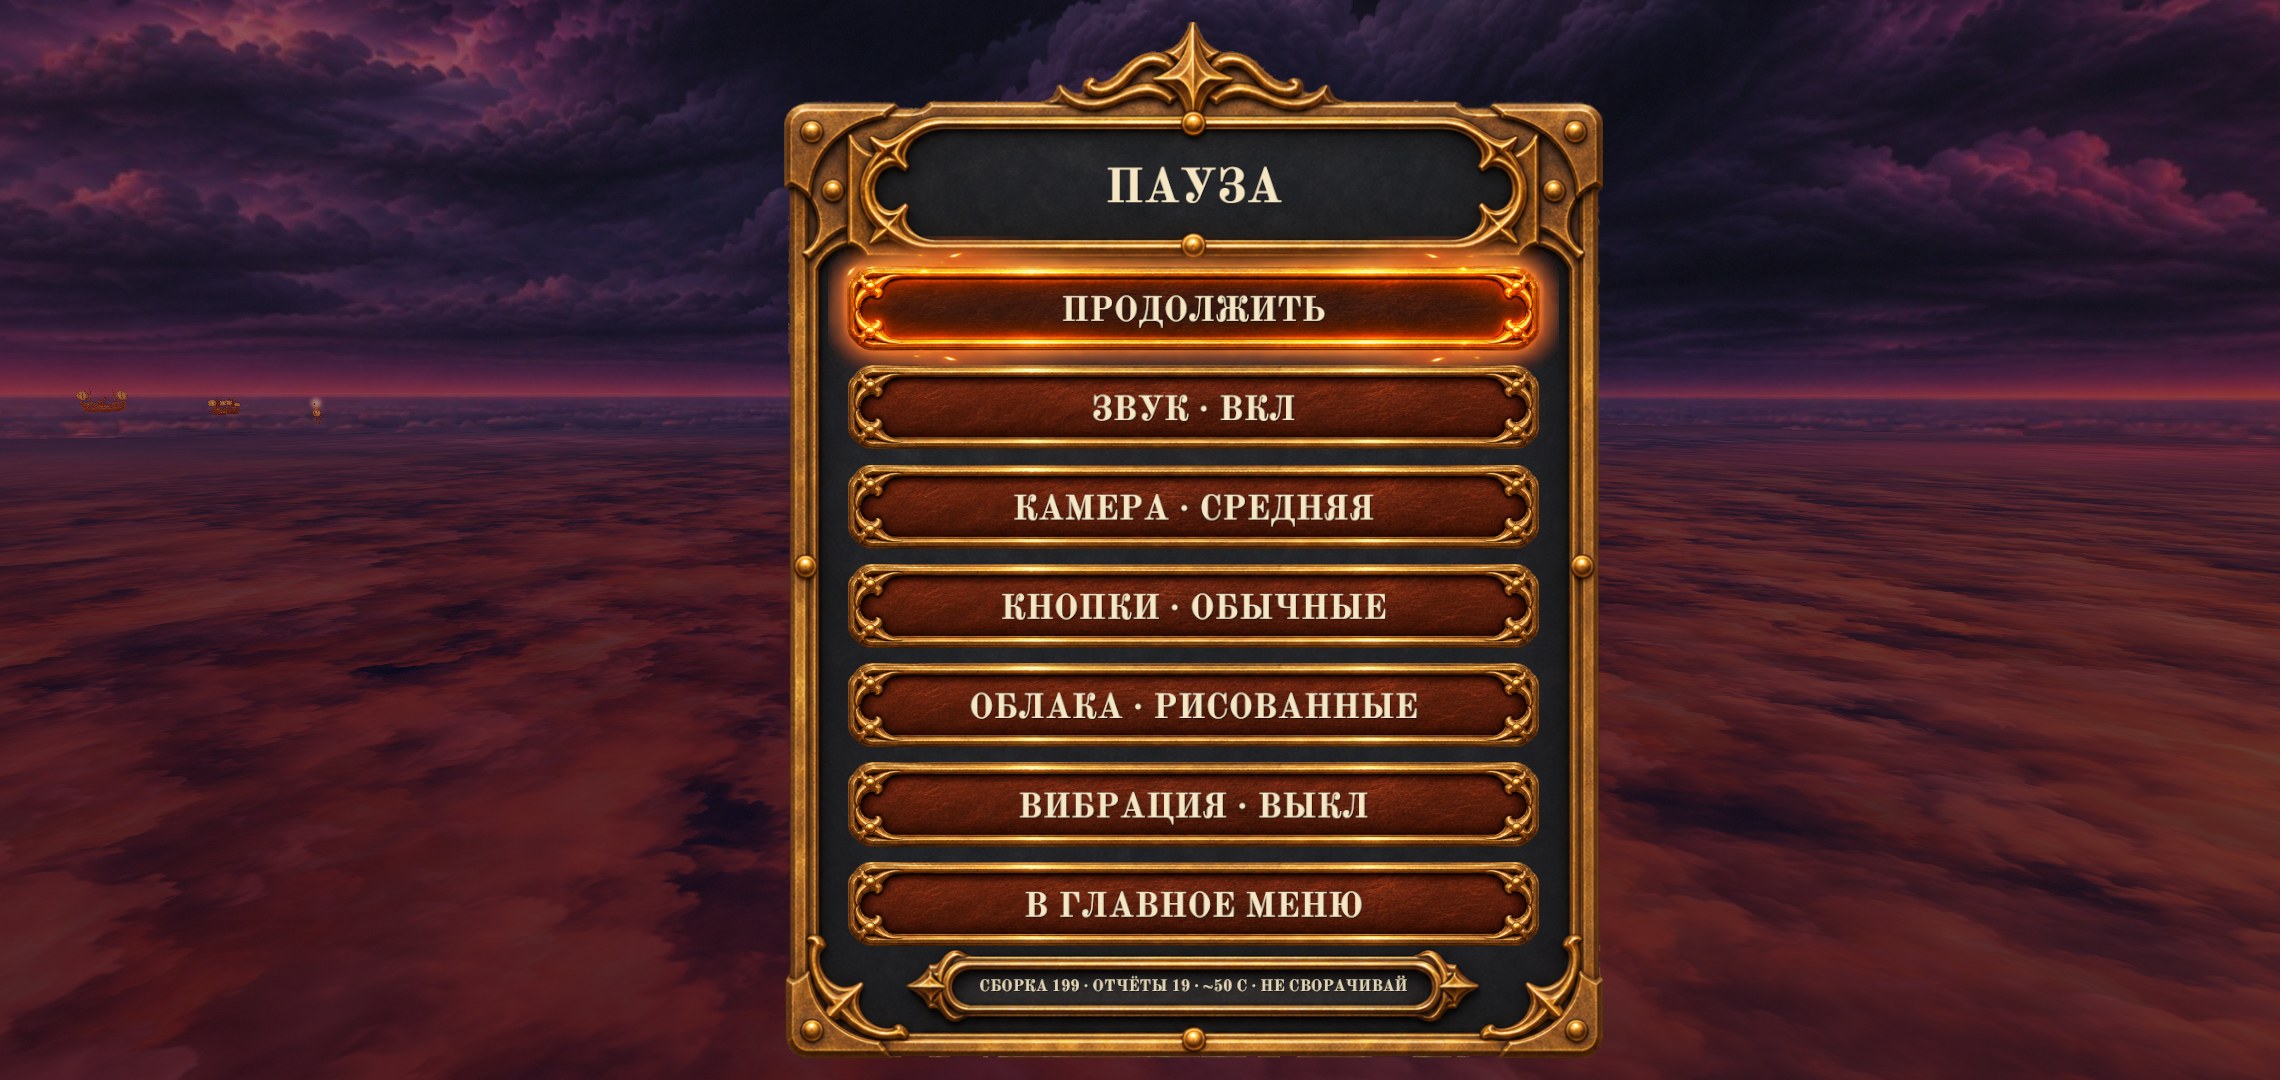 ПАУЗА
ПРОДОЛЖИТЬ
ЗВУК · ВКЛ
КАМЕРА · СРЕДНЯЯ
КНОПКИ · ОБЫЧНЫЕ
ОБЛАКА · РИСОВАННЫЕ
ВИБРАЦИЯ · ВЫКЛ
В ГЛАВНОЕ МЕНЮ
СБОРКА 199 · ОТЧЁТЫ 19 · ~50 С · НЕ СВОРАЧИВАЙ